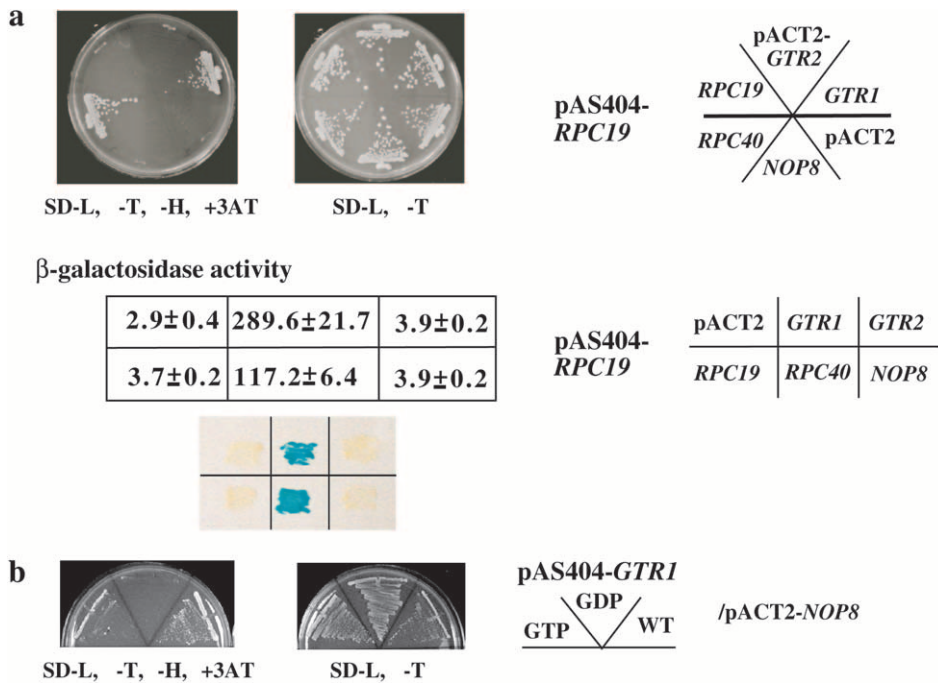 a
pACT2-
GTR2
RPC19
GTR1
pAS404-
RPC19
RPC40
pACT2
NOP8
SD-L, -T, -H, +3AT
SD-L, -T
β-galactosidase activity
2.9±0.4 289.6±21.7 3.9±0.2
3.7±0.2 117.2±6.4 3.9±0.2
pAS404-
RPC19
pACT2 GTR1 GTR2
RPC19 RPC40 NOP8
b
pAS404-GTR1
GDP
GTP WT
/pACT2-NOP8
SD-L, -T, -H, +3AT
SD-L, -T